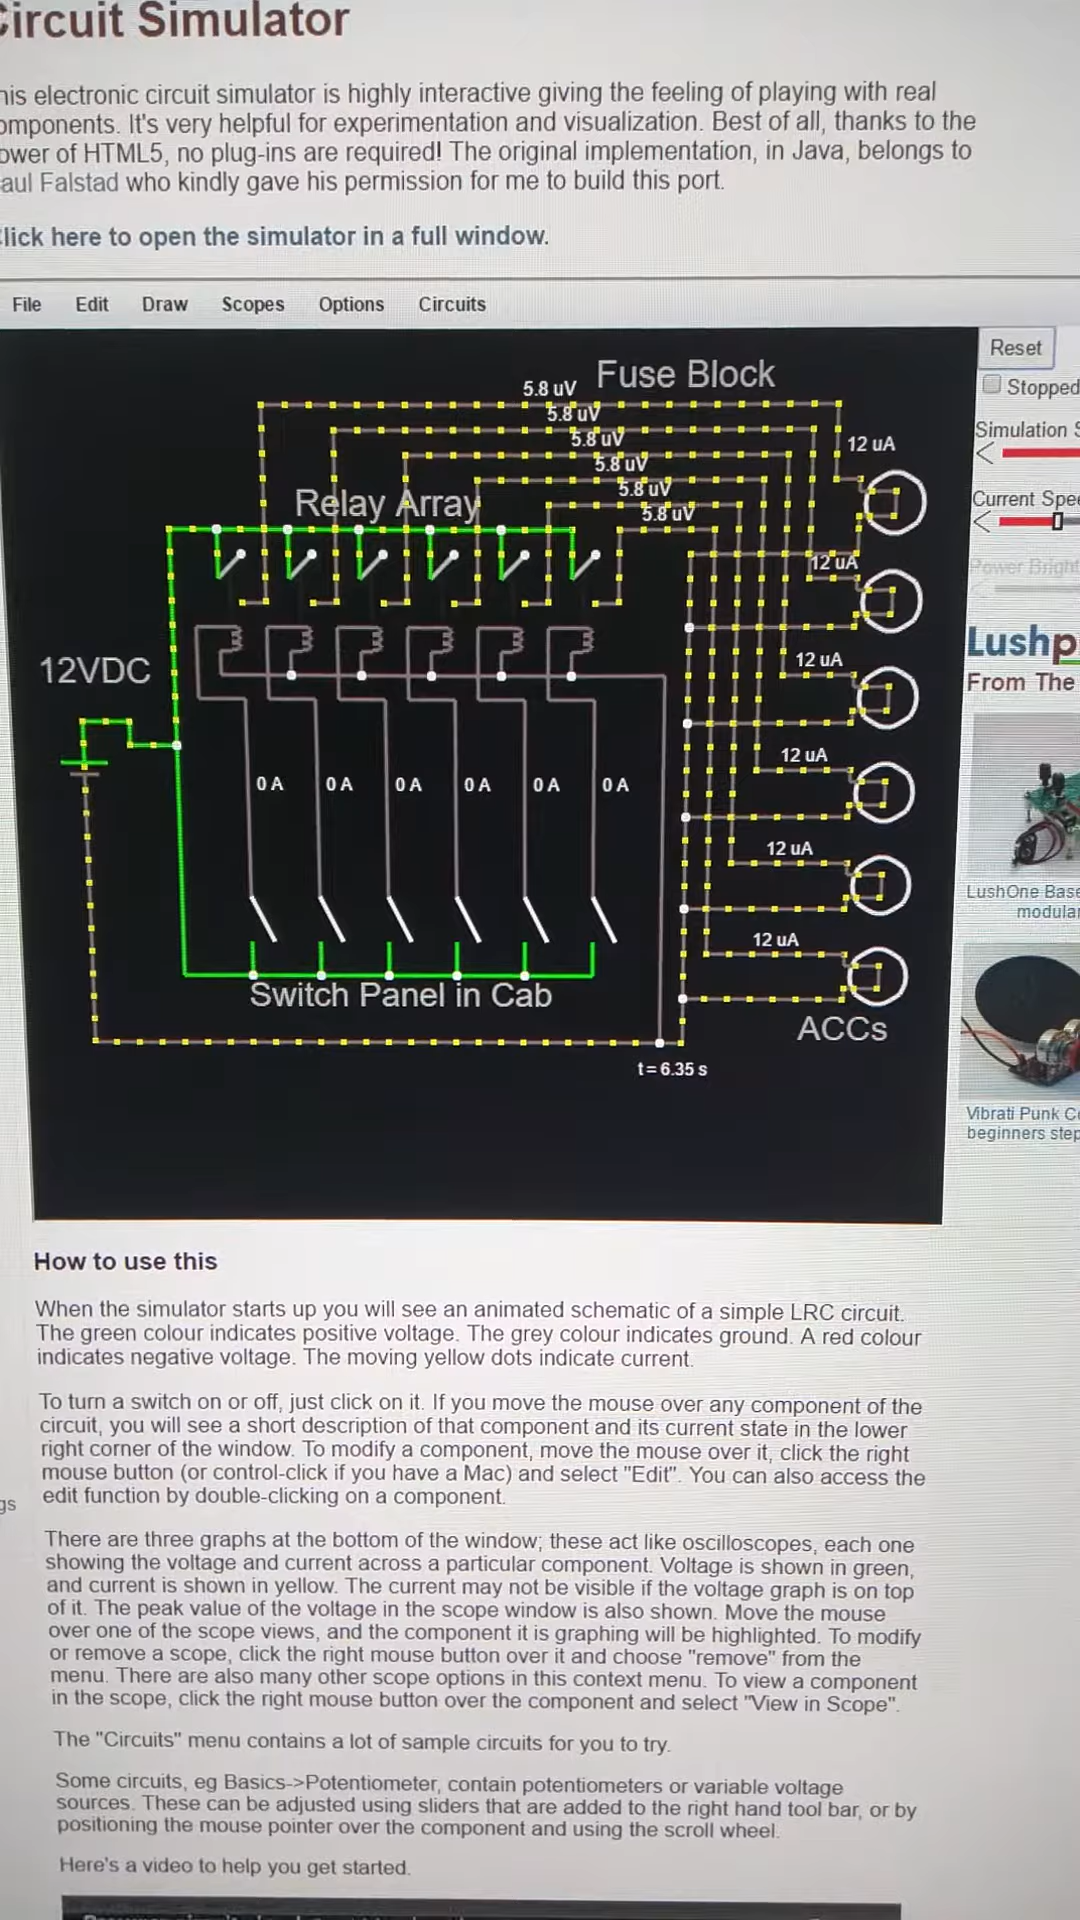 Circuit Simulator
his electronic circuit simulator is highly interactive giving the feeling of playing with real
omponents. It's very helpful for experimentation and visualization. Best of all, thanks to the
ower of HTML5, no plug-ins are required! The original implementation, in Java, belongs to
aul Falstad who kindly gave his permission for me to build this port.
lick here to open the simulator in a full window.
File Edit Draw Scopes Options Circuits
Reset
Stopped
Simulation S
Current Spee
Power Bright
Fuse Block
5.8 uV
5.8 uV
5.8 uV
5.8 uV
5.8 uV
5.8 uV
12 uA
12 uA
12 uA
12 uA
12 uA
12 uA
Relay Array
12VDC
0 A 0 A 0 A 0 A 0 A 0 A
Switch Panel in Cab
ACCs
t= 6.35 s
Lushp
From The
LushOne Base
modular
Vibrati Punk Co
beginners step
How to use this
When the simulator starts up you will see an animated schematic of a simple LRC circuit.
The green colour indicates positive voltage. The grey colour indicates ground. A red colour
indicates negative voltage. The moving yellow dots indicate current.
To turn a switch on or off, just click on it. If you move the mouse over any component of the
circuit, you will see a short description of that component and its current state in the lower
right corner of the window. To modify a component, move the mouse over it, click the right
mouse button (or control-click if you have a Mac) and select "Edit". You can also access the
gs
edit function by double-clicking on a component.
There are three graphs at the bottom of the window; these act like oscilloscopes, each one
showing the voltage and current across a particular component. Voltage is shown in green,
and current is shown in yellow. The current may not be visible if the voltage graph is on top
of it. The peak value of the voltage in the scope window is also shown. Move the mouse
over one of the scope views, and the component it is graphing will be highlighted. To modify
or remove a scope, click the right mouse button over it and choose "remove" from the
menu. There are also many other scope options in this context menu. To view a component
in the scope, click the right mouse button over the component and select "View in Scope".
The "Circuits" menu contains a lot of sample circuits for you to try.
Some circuits, eg Basics->Potentiometer, contain potentiometers or variable voltage
sources. These can be adjusted using sliders that are added to the right hand tool bar, or by
positioning the mouse pointer over the component and using the scroll wheel.
Here's a video to help you get started.